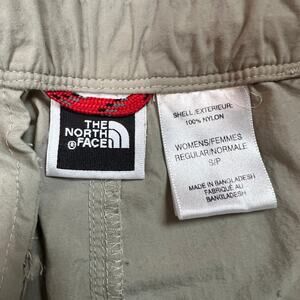 THE
NORTH
® FACE
SHELL/EXTERIEUR:
100% NYLON
WOMENS/FEMMES
REGULAR/NORMALE
S/P
MADE IN BANGLADESH
FABRIQUÉ AU
BANGLADESH